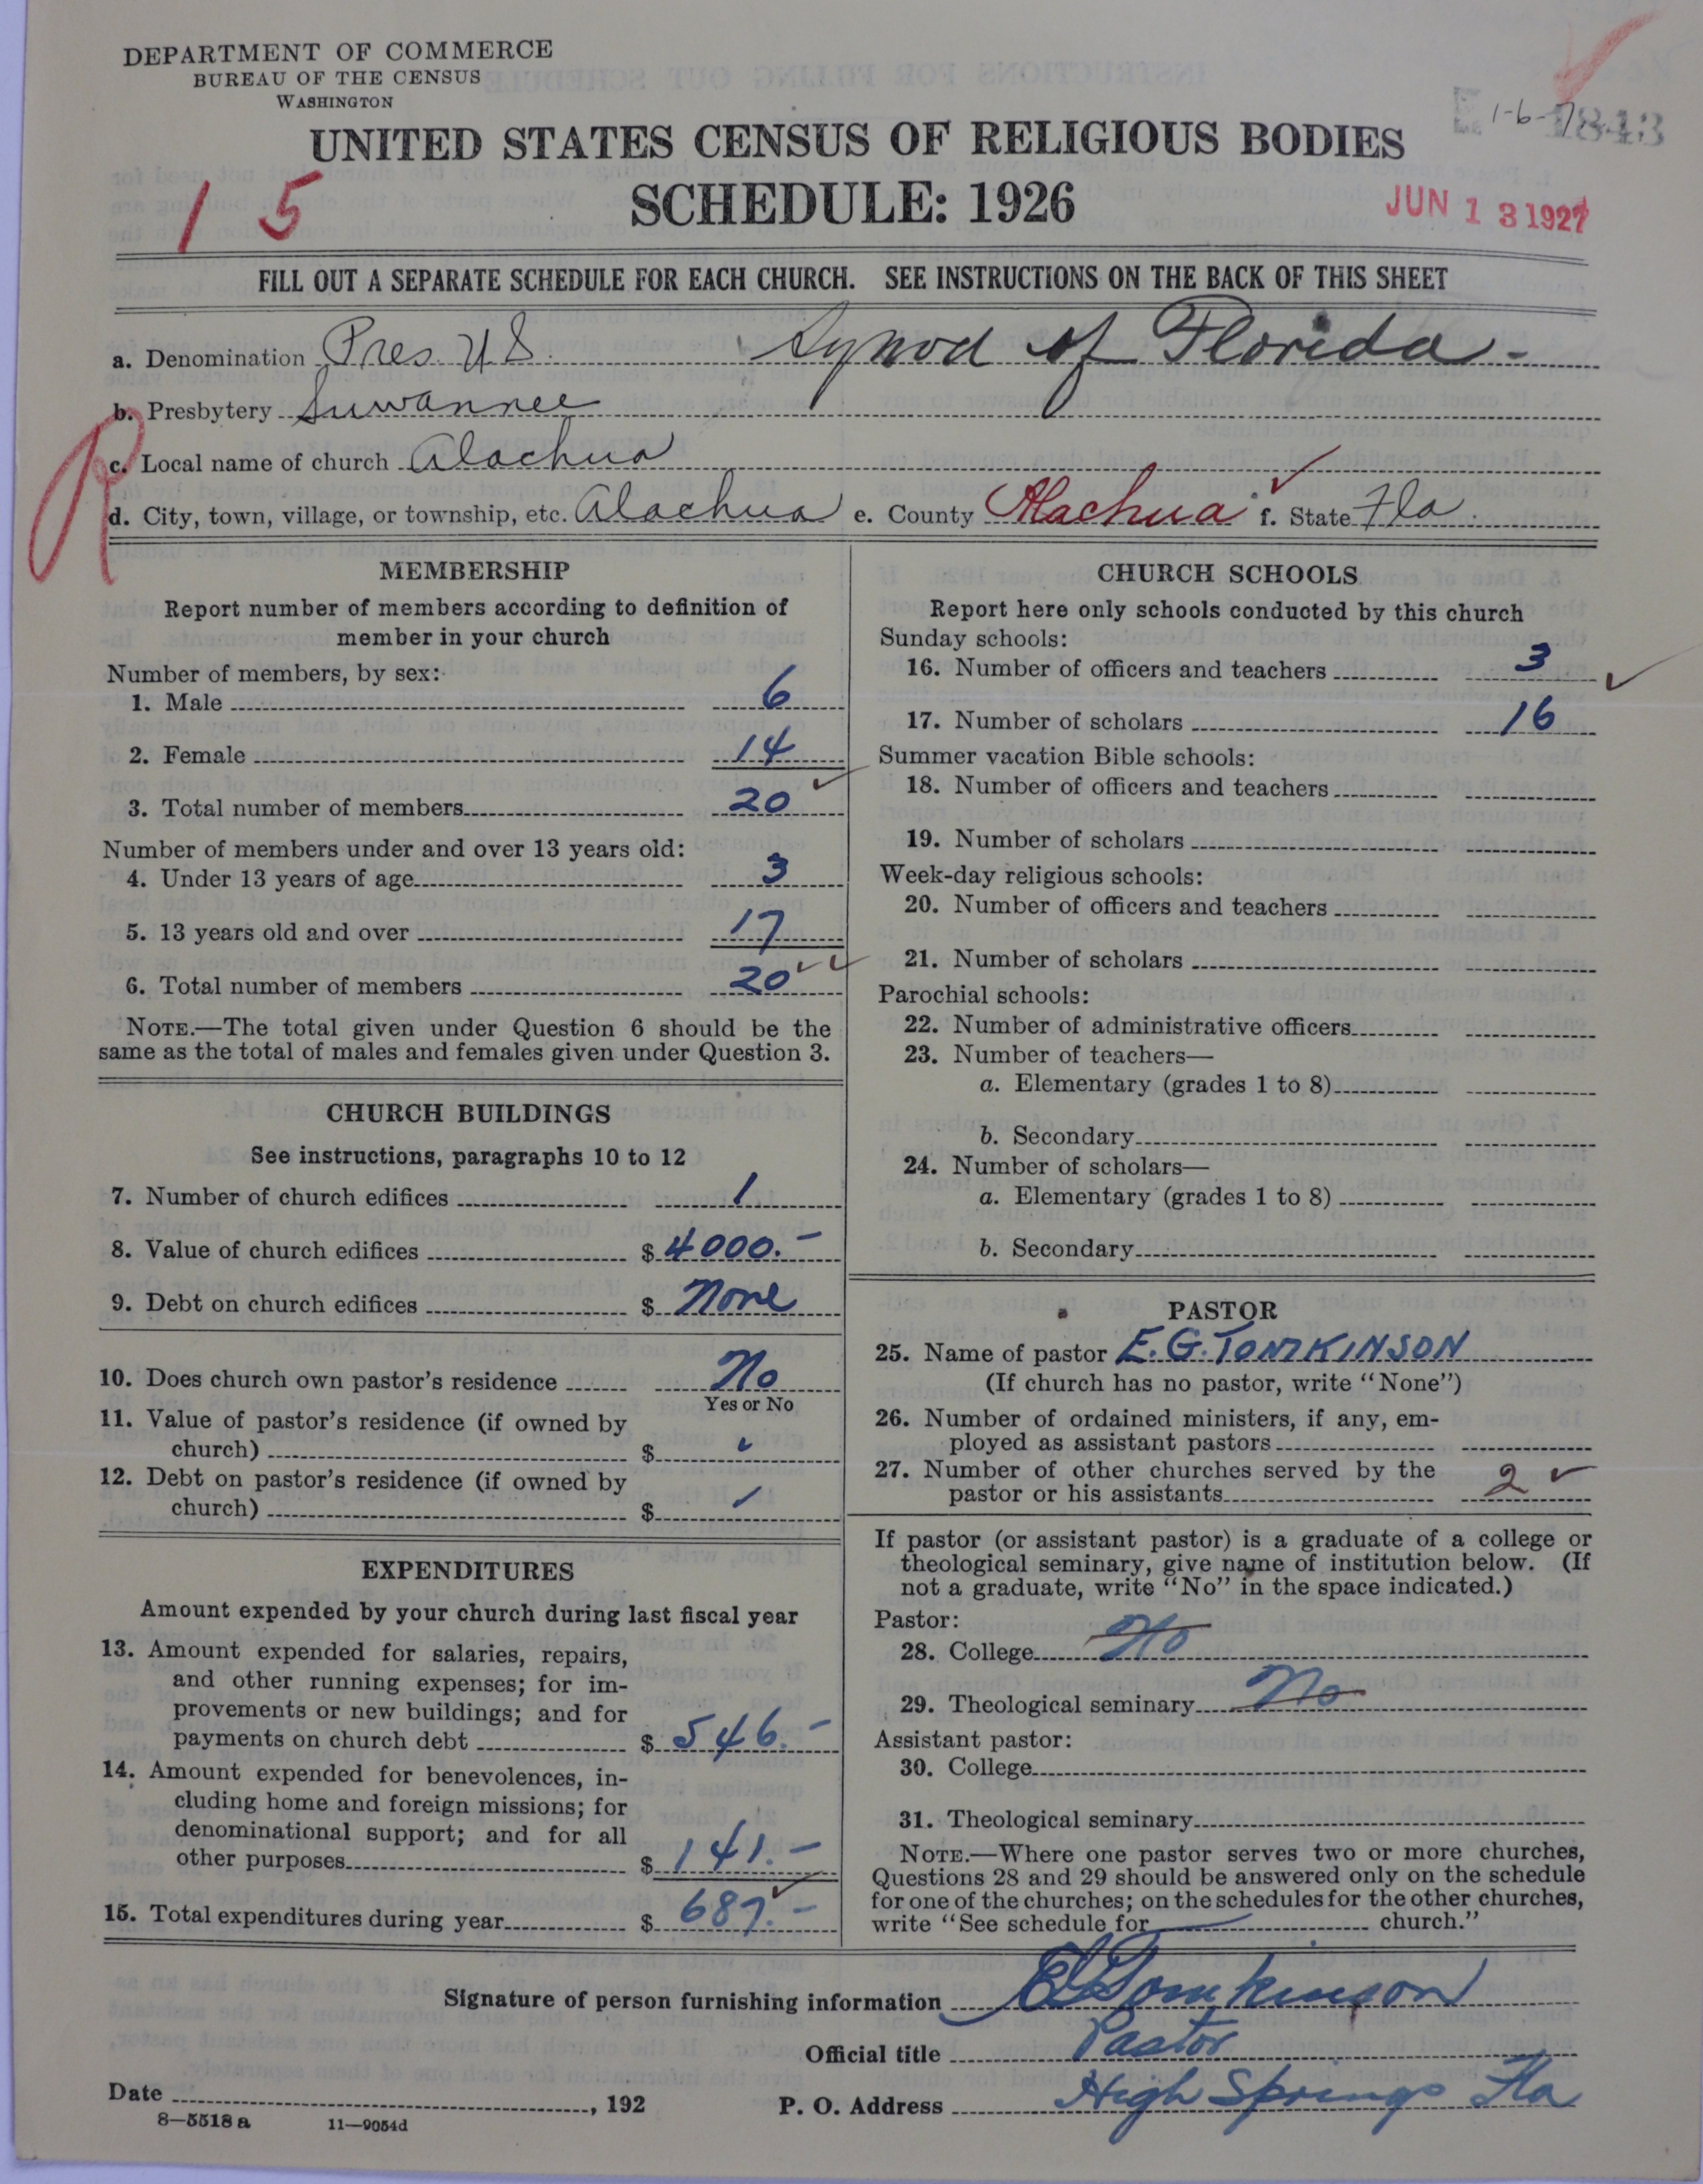 DEPARTMENT OF COMMERCE
BUREAU OF THE CENSUS
WASHINGTON
1-6-7
1843
UNITED STATES CENSUS OF RELIGIOUS BODIES
SCHEDULE: 1926
15
JUN 13 1927
FILL OUT A SEPARATE SCHEDULE FOR EACH CHURCH. SEE INSTRUCTIONS ON THE BACK OF THIS SHEET
a. Denomination Pres. U S. Synod of Florida.
b. Presbytery Suwannee
R
c. Local name of church Alachua
d. City, town, village, or township, etc. Alachua e. County Alachua f. State Fla.
MEMBERSHIP
Report number of members according to definition of
member in your church
Number of members, by sex:
1. Male 6
2. Female 14
3. Total number of members 20
Number of members under and over 13 years old:
4. Under 13 years of age 3
5. 13 years old and over 17
6. Total number of members 20
NOTE.—The total given under Question 6 should be the
same as the total of males and females given under Question 3.
CHURCH BUILDINGS
See instructions, paragraphs 10 to 12
7. Number of church edifices 1
8. Value of church edifices $ 4000.—
9. Debt on church edifices $ None
10. Does church own pastor's residence No
Yes or No
11. Value of pastor's residence (if owned by
church) $
12. Debt on pastor's residence (if owned by
church) $
EXPENDITURES
Amount expended by your church during last fiscal year
13. Amount expended for salaries, repairs,
and other running expenses; for im-
provements or new buildings; and for
payments on church debt $ 546.—
14. Amount expended for benevolences, in-
cluding home and foreign missions; for
denominational support; and for all
other purposes $ 141.—
15. Total expenditures during year $ 687.—
CHURCH SCHOOLS
Report here only schools conducted by this church
Sunday schools:
16. Number of officers and teachers 3
17. Number of scholars 16
Summer vacation Bible schools:
18. Number of officers and teachers
19. Number of scholars
Week-day religious schools:
20. Number of officers and teachers
21. Number of scholars
Parochial schools:
22. Number of administrative officers
23. Number of teachers—
a. Elementary (grades 1 to 8)
b. Secondary
24. Number of scholars—
a. Elementary (grades 1 to 8)
b. Secondary
PASTOR
25. Name of pastor E. G. TOMKINSON
(If church has no pastor, write "None")
26. Number of ordained ministers, if any, em-
ployed as assistant pastors
27. Number of other churches served by the
pastor or his assistants 2
If pastor (or assistant pastor) is a graduate of a college or
theological seminary, give name of institution below. (If
not a graduate, write "No" in the space indicated.)
Pastor:
28. College No
29. Theological seminary No
Assistant pastor:
30. College
31. Theological seminary
NOTE.—Where one pastor serves two or more churches,
Questions 28 and 29 should be answered only on the schedule
for one of the churches; on the schedules for the other churches,
write "See schedule for church."
Signature of person furnishing information E G Tomkinson
Official title Pastor
Date , 192 P. O. Address High Springs Fla
8—5518 a 11—9054d